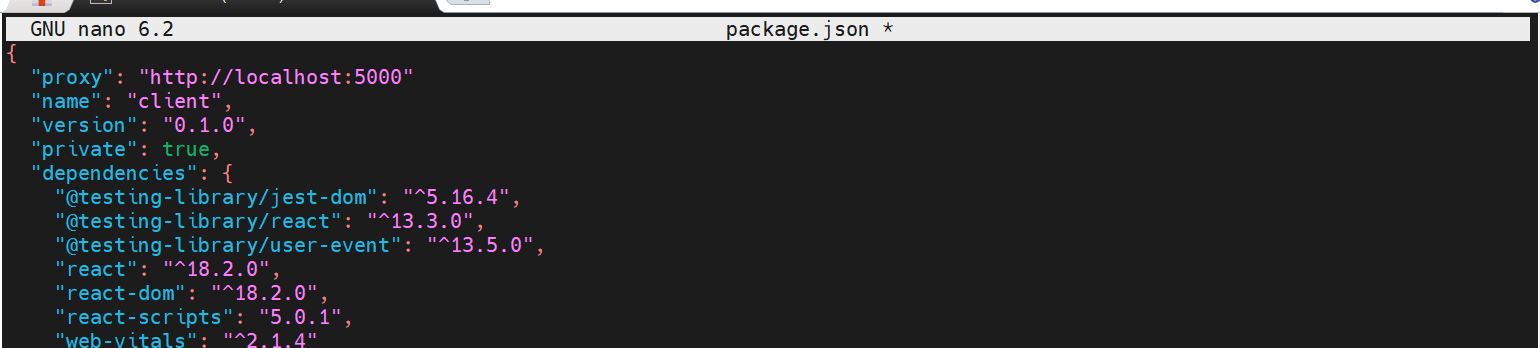 GNU nano 6.2 package.json *
{
"proxy": "http://localhost:5000"
"name": "client",
"version": "0.1.0",
"private": true,
"dependencies": {
"@testing-library/jest-dom": "^5.16.4",
"@testing-library/react": "^13.3.0",
"@testing-library/user-event": "^13.5.0",
"react": "^18.2.0",
"react-dom": "^18.2.0",
"react-scripts": "5.0.1",
"web-vitals": "^2.1.4"